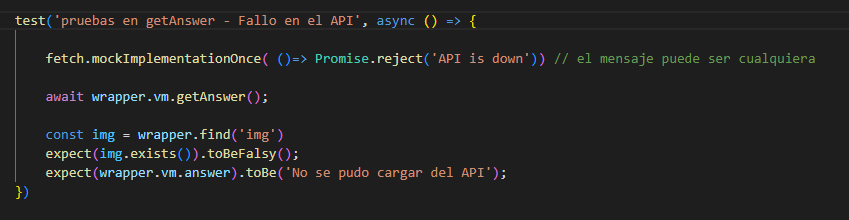 test('pruebas en getAnswer - Fallo en el API', async () => {
fetch.mockImplementationOnce( ()=> Promise.reject('API is down')) // el mensaje puede ser cualquiera
await wrapper.vm.getAnswer();
const img = wrapper.find('img')
expect(img.exists()).toBeFalsy();
expect(wrapper.vm.answer).toBe('No se pudo cargar del API');
})